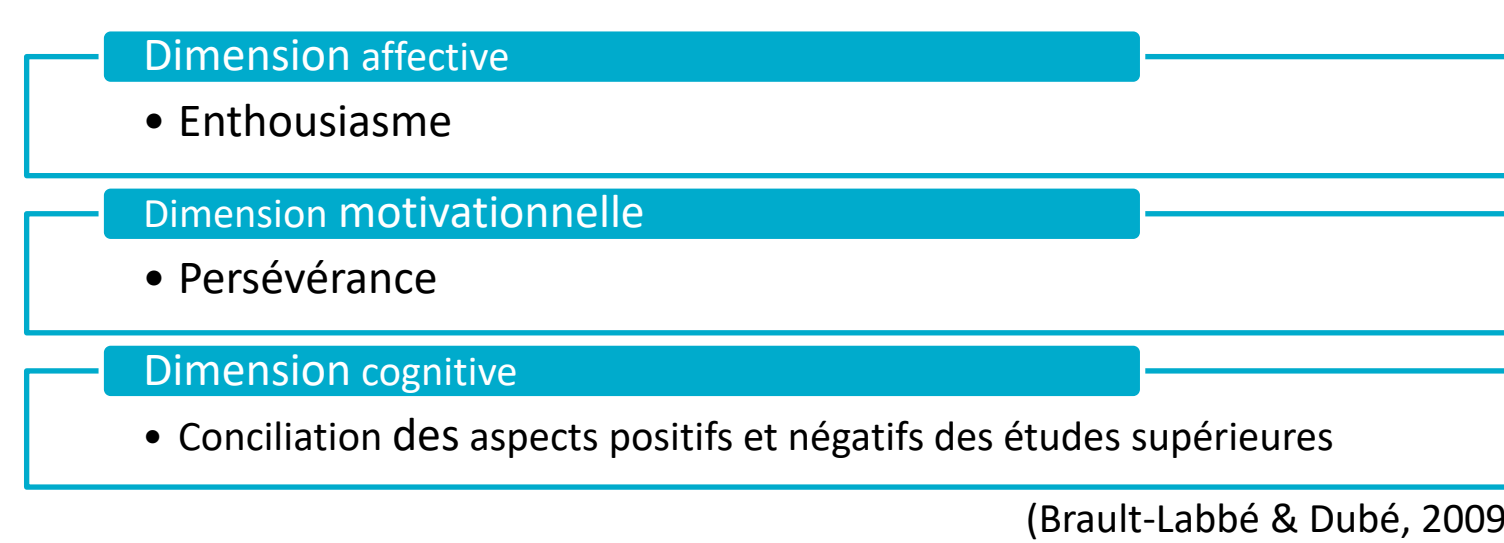 Dimension affective
• Enthousiasme
Dimension motivationnelle
• Persévérance
Dimension cognitive
• Conciliation des aspects positifs et négatifs des études supérieures
(Brault-Labbé & Dubé, 2009